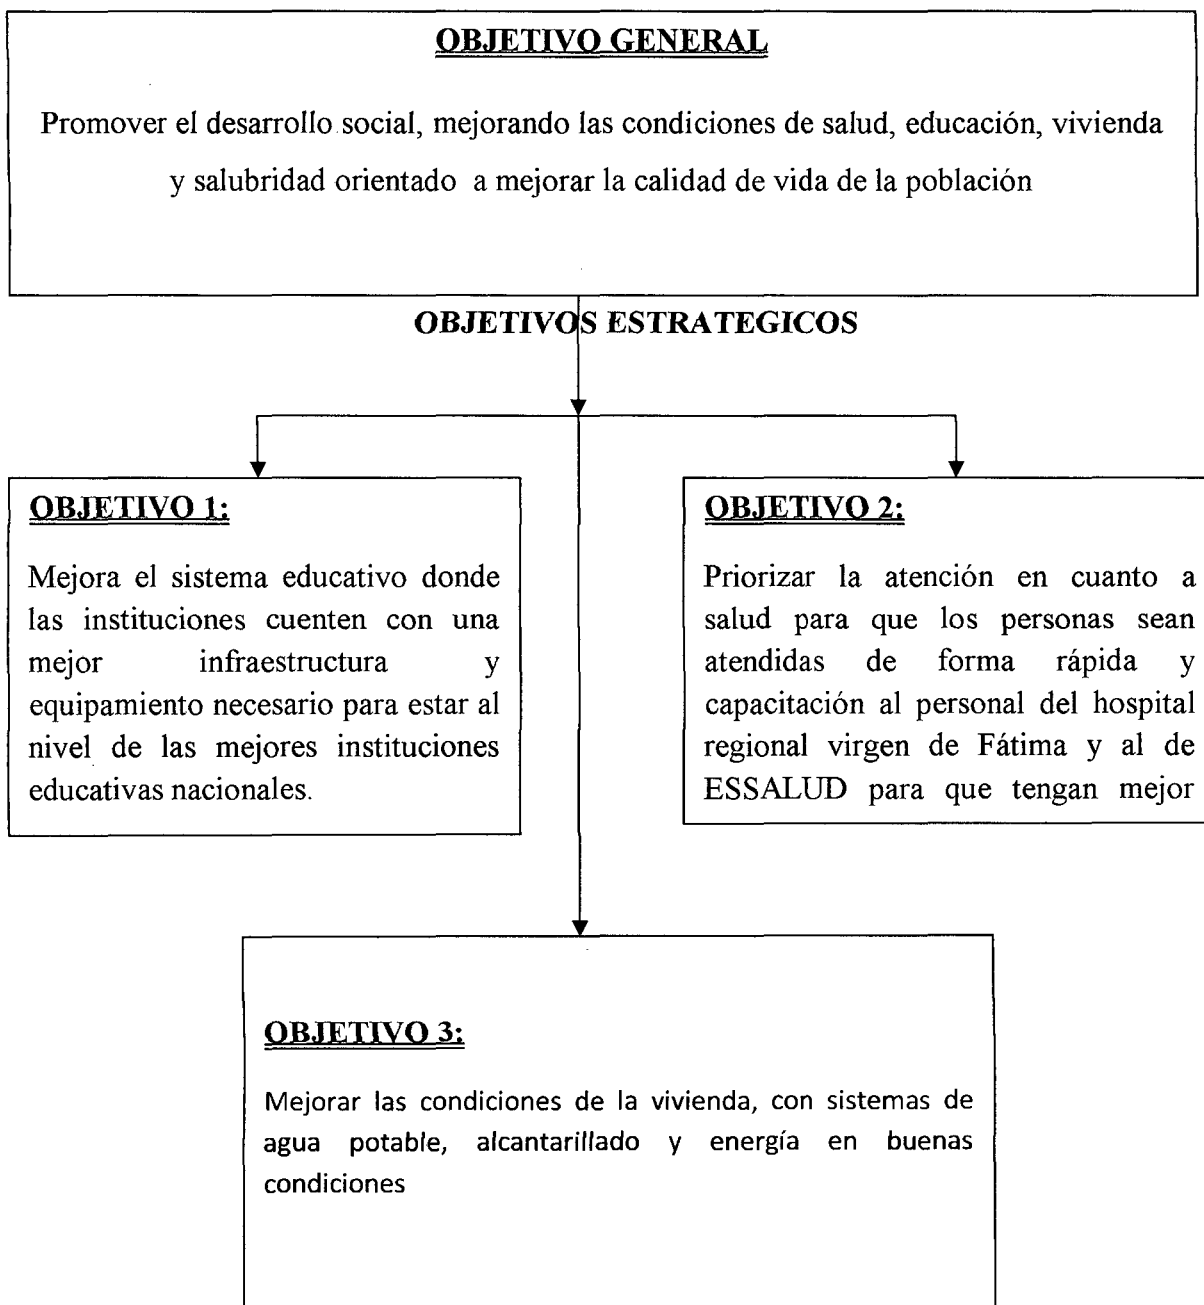 OBJETIVO GENERAL
Promover el desarrollo social, mejorando las condiciones de salud, educación, vivienda
y salubridad orientado a mejorar la calidad de vida de la población
OBJETIVOS ESTRATEGICOS
OBJETIVO 1:
Mejora el sistema educativo donde
las instituciones cuenten con una
mejor infraestructura y
equipamiento necesario para estar al
nivel de las mejores instituciones
educativas nacionales.
OBJETIVO 2:
Priorizar la atención en cuanto a
salud para que los personas sean
atendidas de forma rápida y
capacitación al personal del hospital
regional virgen de Fátima y al de
ESSALUD para que tengan mejor
OBJETIVO 3:
Mejorar las condiciones de la vivienda, con sistemas de
agua potable, alcantarillado y energía en buenas
condiciones